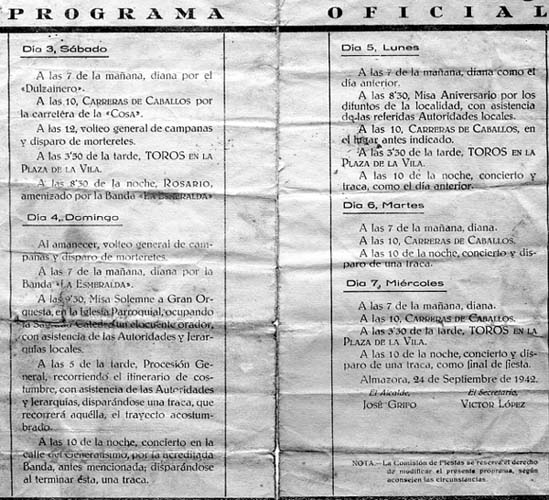 PROGRAMA
Día 3, Sábado
A las 7 de la mañana, diana por el
«Dulzainero».
A las 10, CARRERAS DE CABALLOS por
la carretera de la «COSA».
A las 12, volteo general de campanas
y disparo de morteretes.
A las 3'30 de la tarde, TOROS EN LA
PLAZA DE LA VILA.
A las 8'30 de la noche, ROSARIO,
amenizado por la Banda «LA ESMERALDA»
Día 4, Domingo
Al amanecer, volteo general de cam-
panas y disparo de morteretes.
A las 7 de la mañana, diana por la
Banda «LA ESMERALDA».
A las 9'30, Misa Solemne a Gran Or-
questa, en la Iglesia Parroquial, ocupando
la Sagrada Cátedra un elocuente orador,
con asistencia de las Autoridades y Jerar-
quías locales.
A las 5 de la tarde, Procesión Ge-
neral, recorriendo el itinerario de cos-
tumbre, con asistencia de las Autoridades
y Jerarquías, disparándose una traca, que
recorrerá aquélla, el trayecto acostum-
brado.
A las 10 de la noche, concierto en la
calle del Generalísimo, por la acreditada
Banda, antes mencionada; disparándose
al terminar ésta, una traca.
OFICIAL
Día 5, Lunes
A las 7 de la mañana, diana como el
día anterior.
A las 8'30, Misa Aniversario por los
difuntos de la localidad, con asistencia
de las referidas Autoridades locales.
A las 10, CARRERAS DE CABALLOS, en
el lugar antes indicado.
A las 3'30 de la tarde, TOROS EN LA
PLAZA DE LA VILA.
A las 10 de la noche, concierto y
traca, como el día anterior.
Día 6, Martes
A las 7 de la mañana, diana.
A las 10, CARRERAS DE CABALLOS.
A las 10 de la noche, concierto y dis-
paro de una traca.
Día 7, Miércoles
A las 7 de la mañana, diana.
A las 10, CARRERAS DE CABALLOS.
A las 3'30 de la tarde, TOROS EN LA
PLAZA DE LA VILA.
A las 10 de la noche, concierto y dis-
paro de una traca, como final de fiesta.
Almazora, 24 de Septiembre de 1942.
El Alcalde, El Secretario,
JOSÉ GRIFO VICTOR LÓPEZ
NOTA.—La Comisión de Fiestas se reserva el derecho
de modificar el presente programa, según
aconsejen las circunstancias.